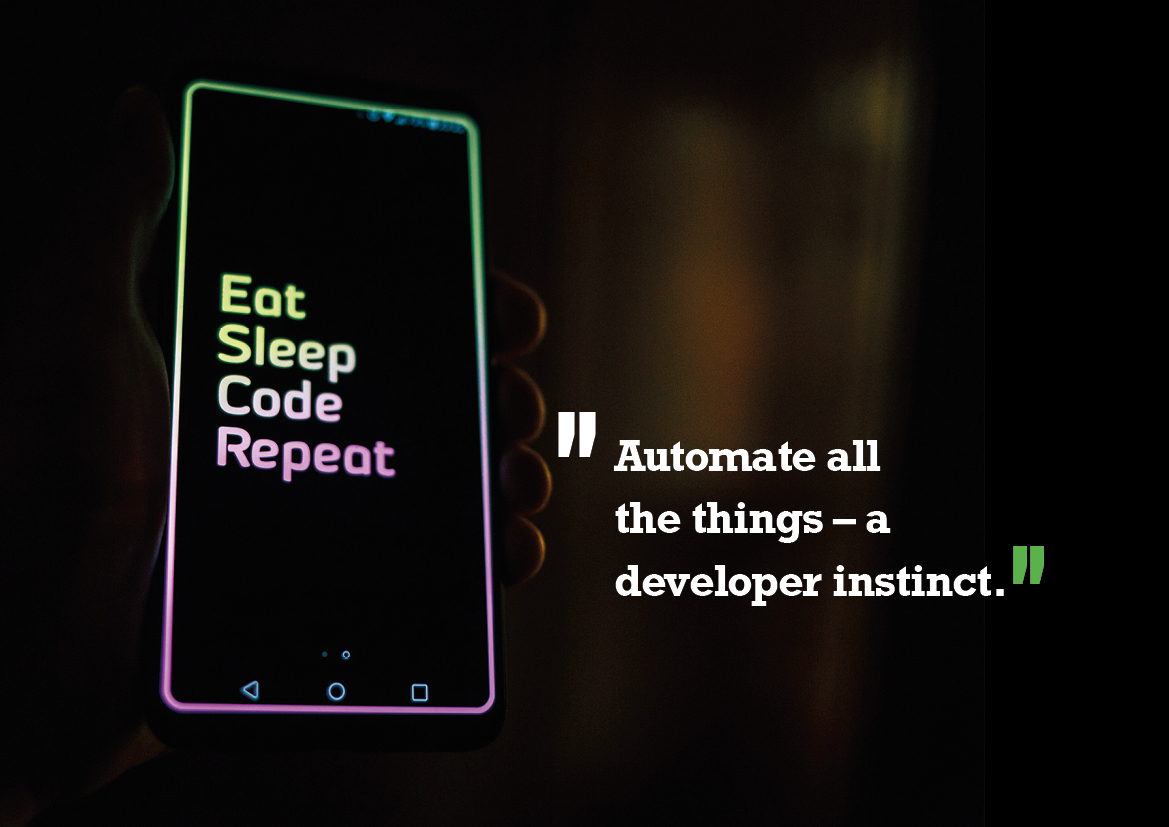 Eat
Sleep
Code
Repeat
"Automate all
the things – a
developer instinct."